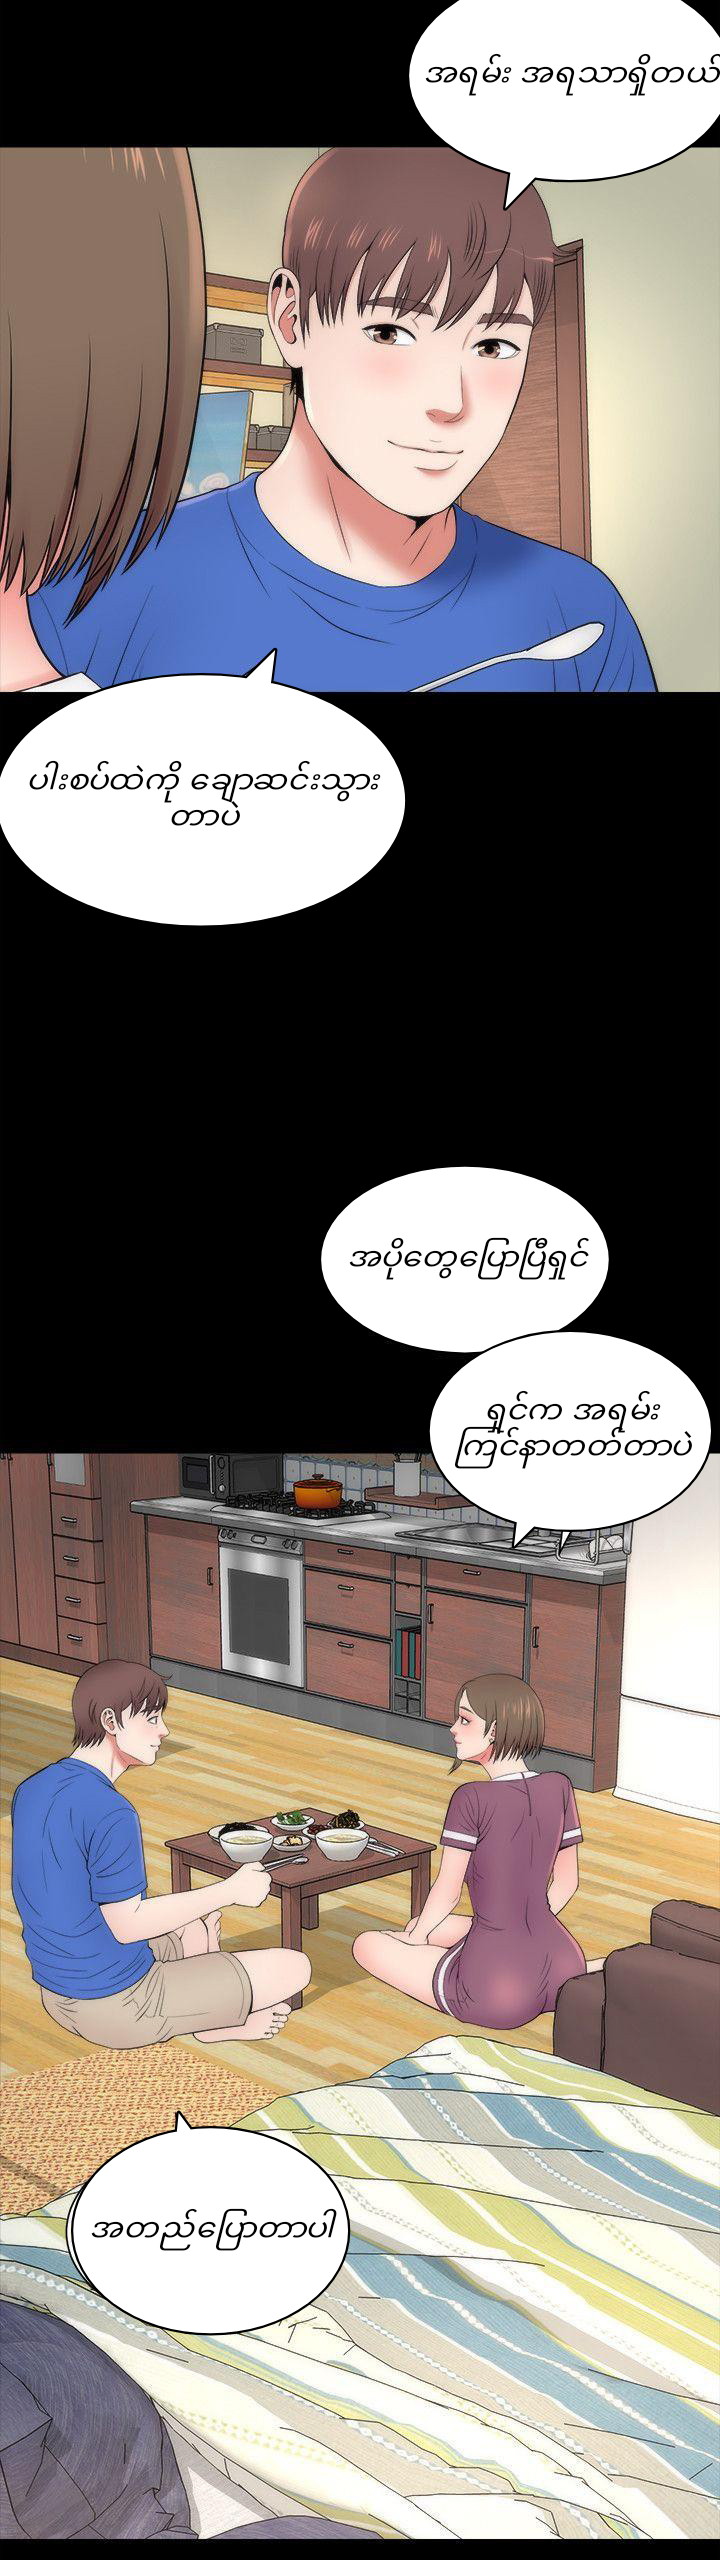 အရမ်း အရသာရှိတယ်
ပါးစပ်ထဲကို ချောဆင်းသွား
တာပဲ
အပိုတွေပြောပြီရှင်
ရှင်က အရမ်း
ကြင်နာတတ်တာပဲ
အတည်ပြောတာပါ